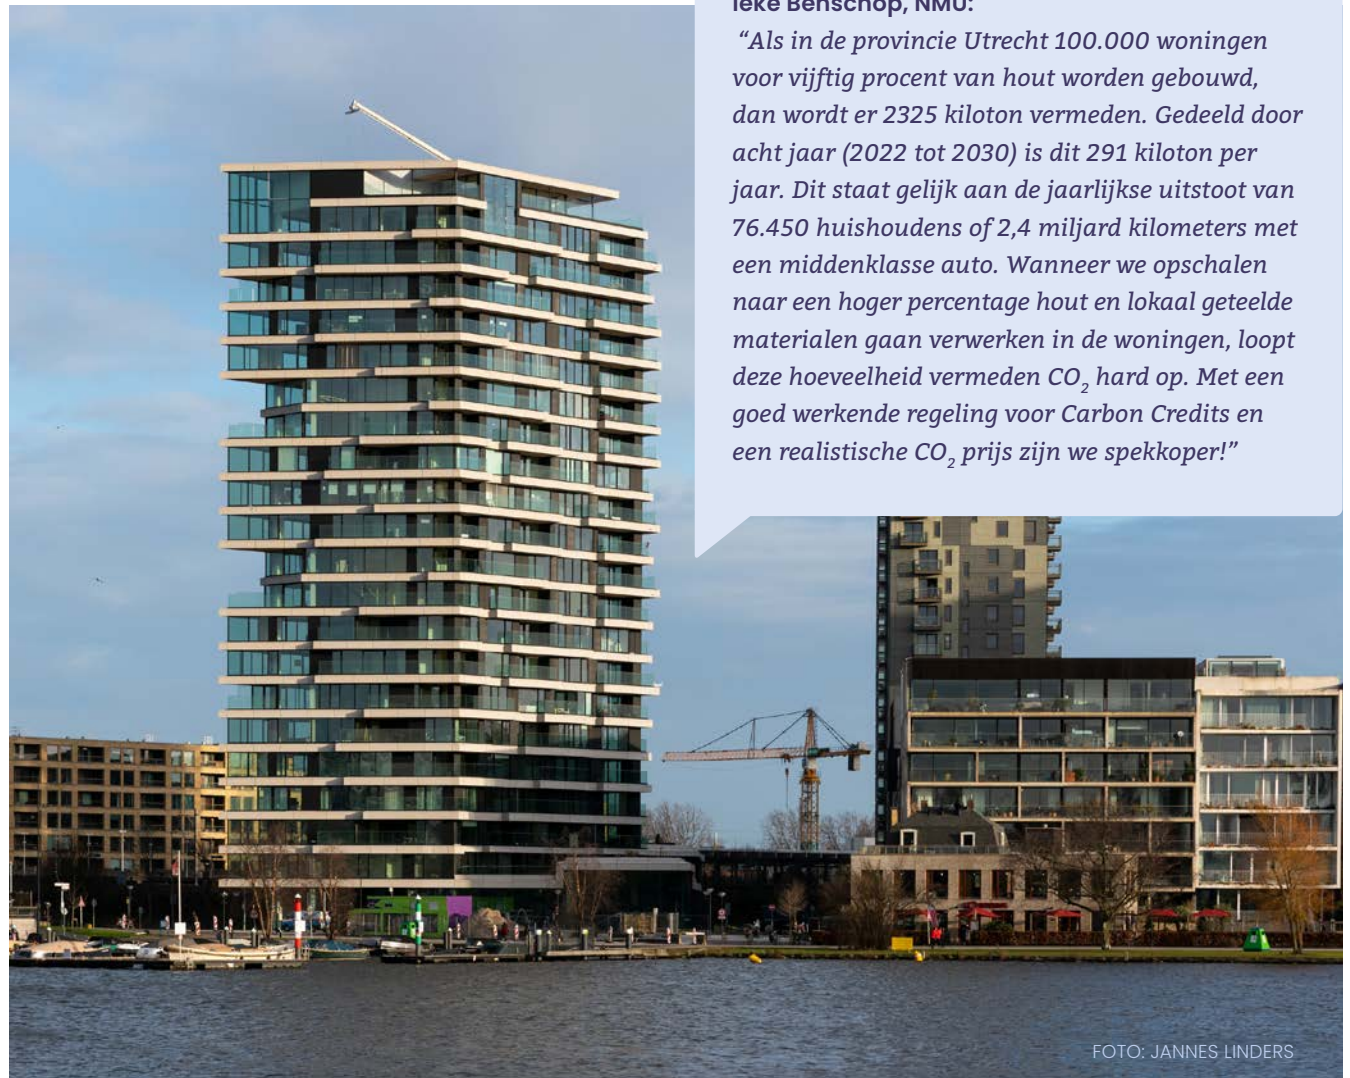 Ieke Benschop, NMU:
“Als in de provincie Utrecht 100.000 woningen
voor vijftig procent van hout worden gebouwd,
dan wordt er 2325 kiloton vermeden. Gedeeld door
acht jaar (2022 tot 2030) is dit 291 kiloton per
jaar. Dit staat gelijk aan de jaarlijkse uitstoot van
76.450 huishoudens of 2,4 miljard kilometers met
een middenklasse auto. Wanneer we opschalen
naar een hoger percentage hout en lokaal geteelde
materialen gaan verwerken in de woningen, loopt
deze hoeveelheid vermeden CO₂ hard op. Met een
goed werkende regeling voor Carbon Credits en
een realistische CO₂ prijs zijn we spekkoper!”
FOTO: JANNES LINDERS